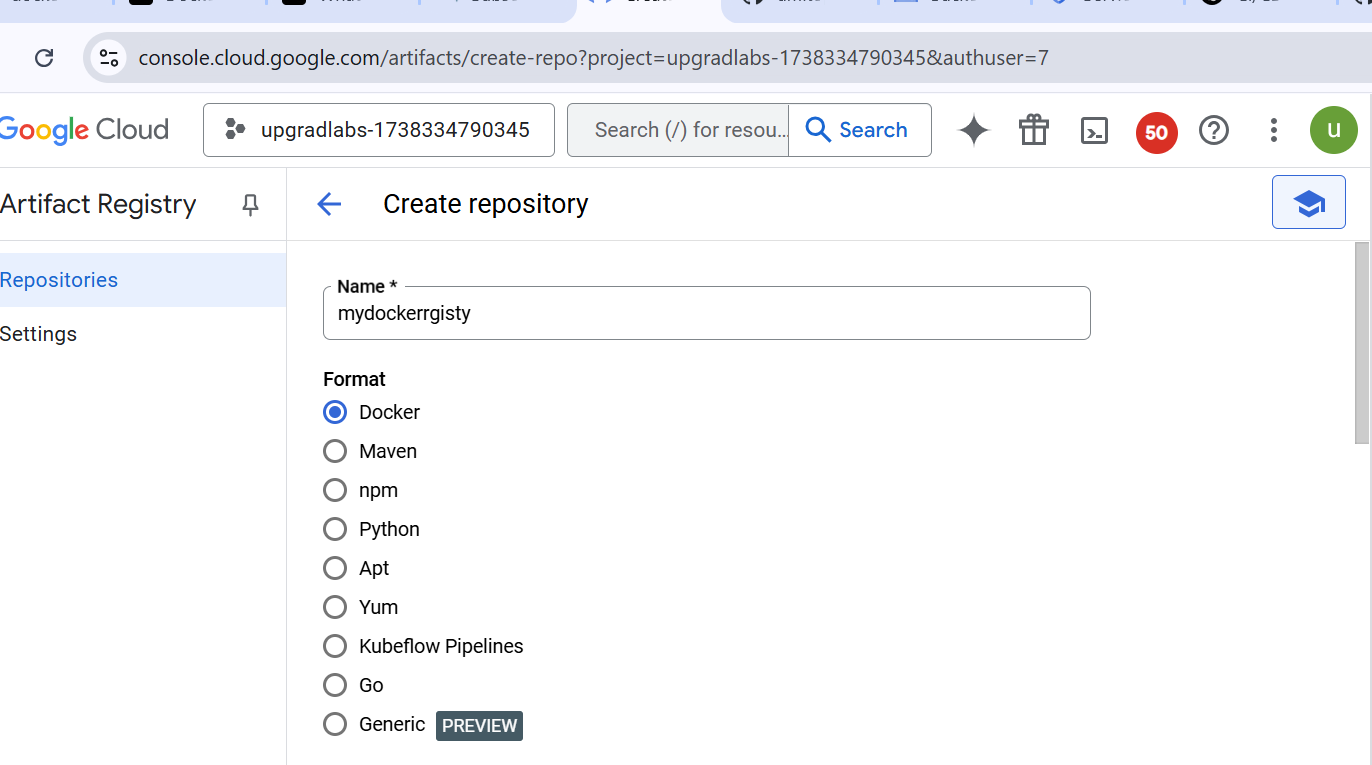 console.cloud.google.com/artifacts/create-repo?project=upgradlabs-1738334790345&authuser=7
Google Cloud
upgradlabs-1738334790345
Search (/) for resou...
Search
50
u
Artifact Registry
Create repository
Repositories
Settings
Name *
mydockerrgisty
Format
Docker
Maven
npm
Python
Apt
Yum
Kubeflow Pipelines
Go
Generic PREVIEW